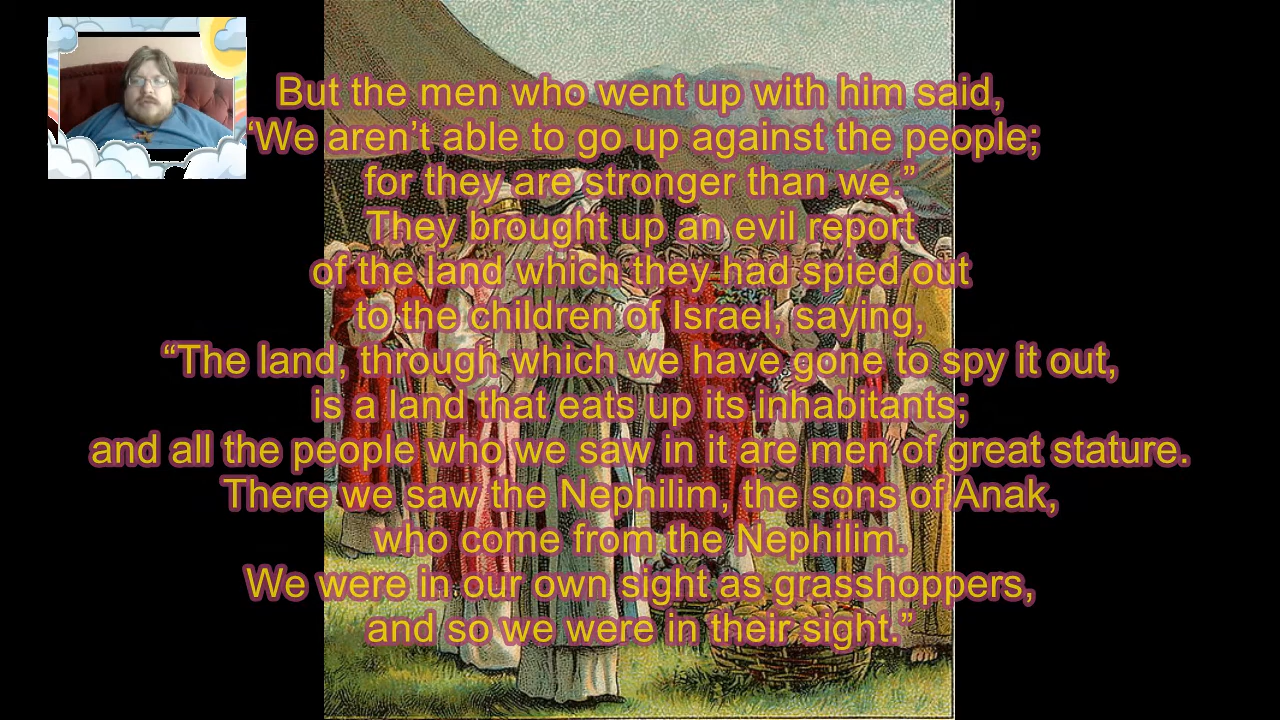 But the men who went up with him said,
“We aren’t able to go up against the people;
for they are stronger than we.”
They brought up an evil report
of the land which they had spied out
to the children of Israel, saying,
“The land, through which we have gone to spy it out,
is a land that eats up its inhabitants;
and all the people who we saw in it are men of great stature.
There we saw the Nephilim, the sons of Anak,
who come from the Nephilim.
We were in our own sight as grasshoppers,
and so we were in their sight.”